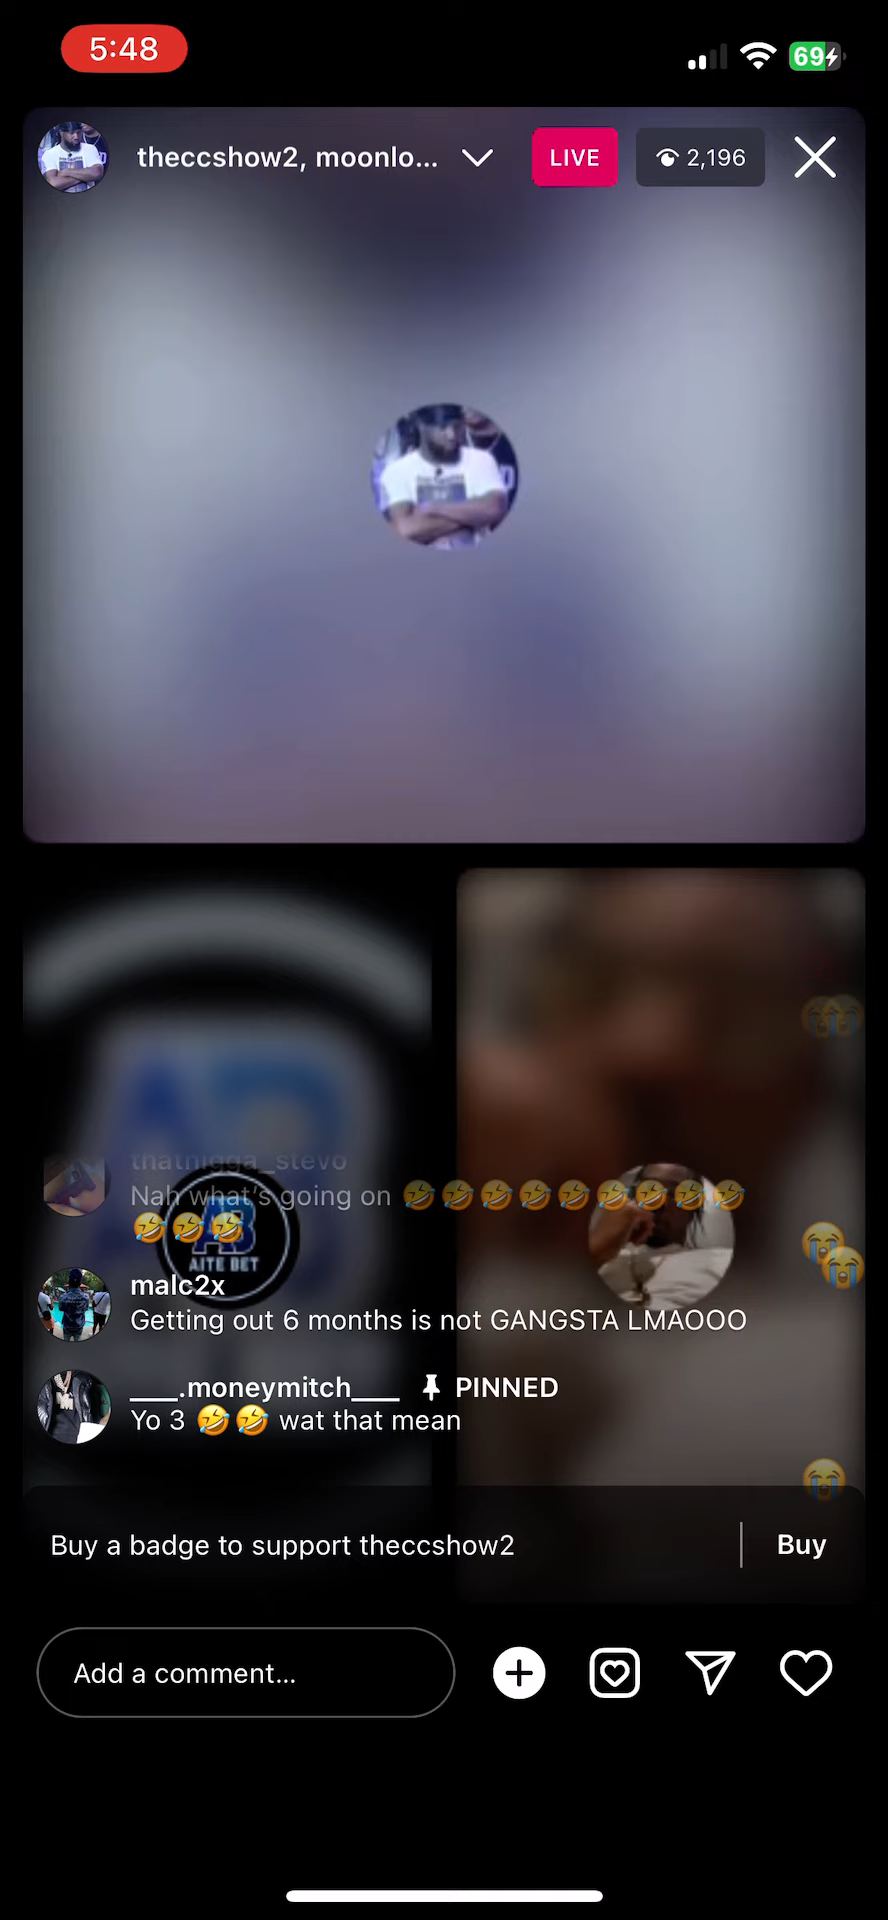 5:48
69
theccshow2, moonlo...
LIVE
2,196
thatnigga_stevo
Nah what's going on 🤣🤣🤣🤣🤣🤣🤣🤣🤣
🤣🤣🤣
AB
AITE BET
malc2x
Getting out 6 months is not GANGSTA LMAOOO
___.moneymitch___ PINNED
Yo 3 🤣🤣 wat that mean
Buy a badge to support theccshow2
Buy
Add a comment...